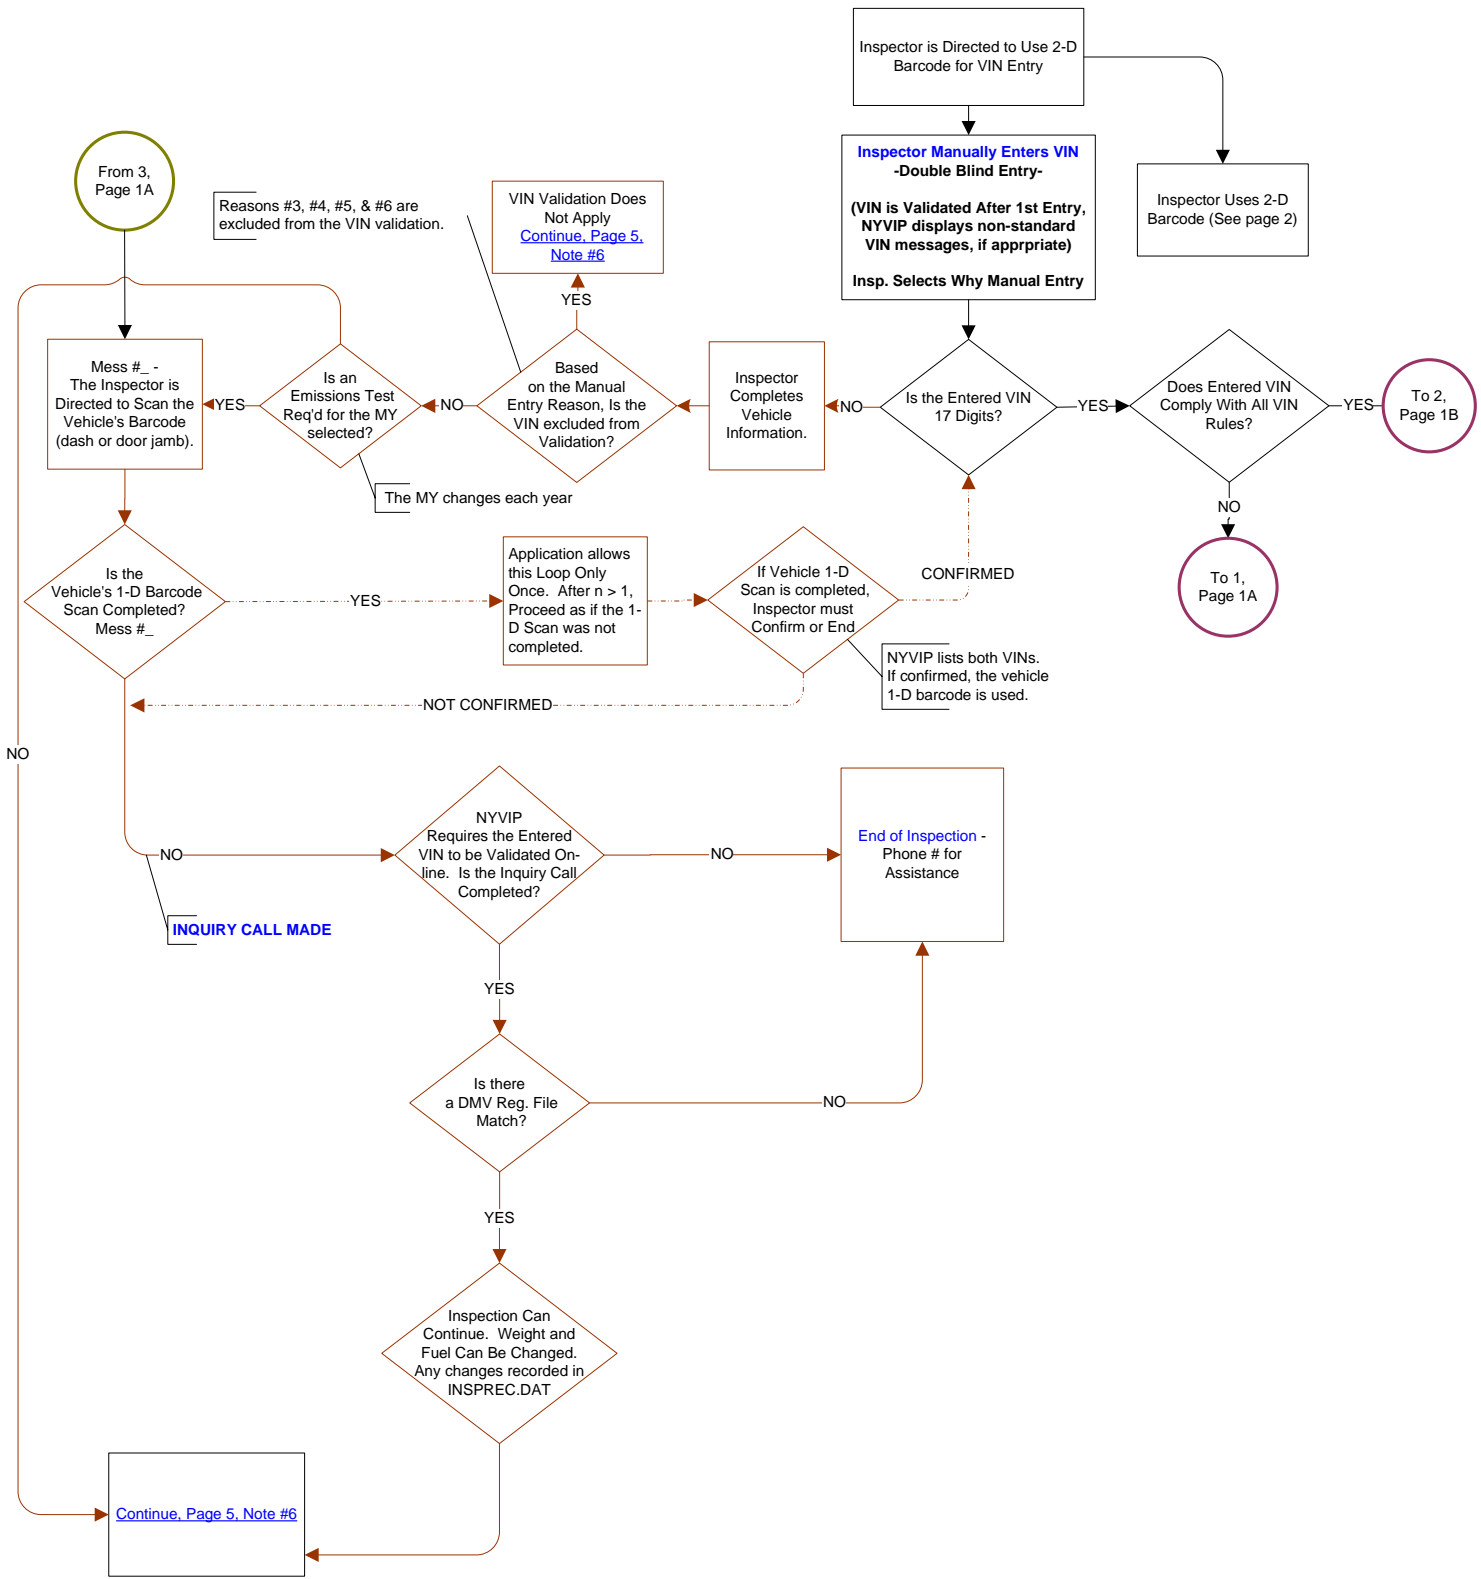 Inspector is Directed to Use 2-D
Barcode for VIN Entry
Inspector Manually Enters VIN
-Double Blind Entry-
(VIN is Validated After 1st Entry,
NYVIP displays non-standard
VIN messages, if apprpriate)
Insp. Selects Why Manual Entry
Inspector Uses 2-D
Barcode (See page 2)
From 3,
Page 1A
Reasons #3, #4, #5, & #6 are
excluded from the VIN validation.
VIN Validation Does
Not Apply
Continue, Page 5,
Note #6
YES
Mess #_ -
The Inspector is
Directed to Scan the
Vehicle's Barcode
(dash or door jamb).
YES
Is an
Emissions Test
Req'd for the MY
selected?
NO
Based
on the Manual
Entry Reason, Is the
VIN excluded from
Validation?
Inspector
Completes
Vehicle
Information.
NO
Is the Entered VIN
17 Digits?
YES
Does Entered VIN
Comply With All VIN
Rules?
YES
To 2,
Page 1B
The MY changes each year
NO
To 1,
Page 1A
Is the
Vehicle's 1-D Barcode
Scan Completed?
Mess #_
YES
Application allows
this Loop Only
Once. After n > 1,
Proceed as if the 1-
D Scan was not
completed.
If Vehicle 1-D
Scan is completed,
Inspector must
Confirm or End
CONFIRMED
NYVIP lists both VINs.
If confirmed, the vehicle
1-D barcode is used.
NOT CONFIRMED
NO
NO
INQUIRY CALL MADE
NYVIP
Requires the Entered
VIN to be Validated On-
line. Is the Inquiry Call
Completed?
NO
End of Inspection -
Phone # for
Assistance
YES
Is there
a DMV Reg. File
Match?
NO
YES
Inspection Can
Continue. Weight and
Fuel Can Be Changed.
Any changes recorded in
INSPREC.DAT
Continue, Page 5, Note #6